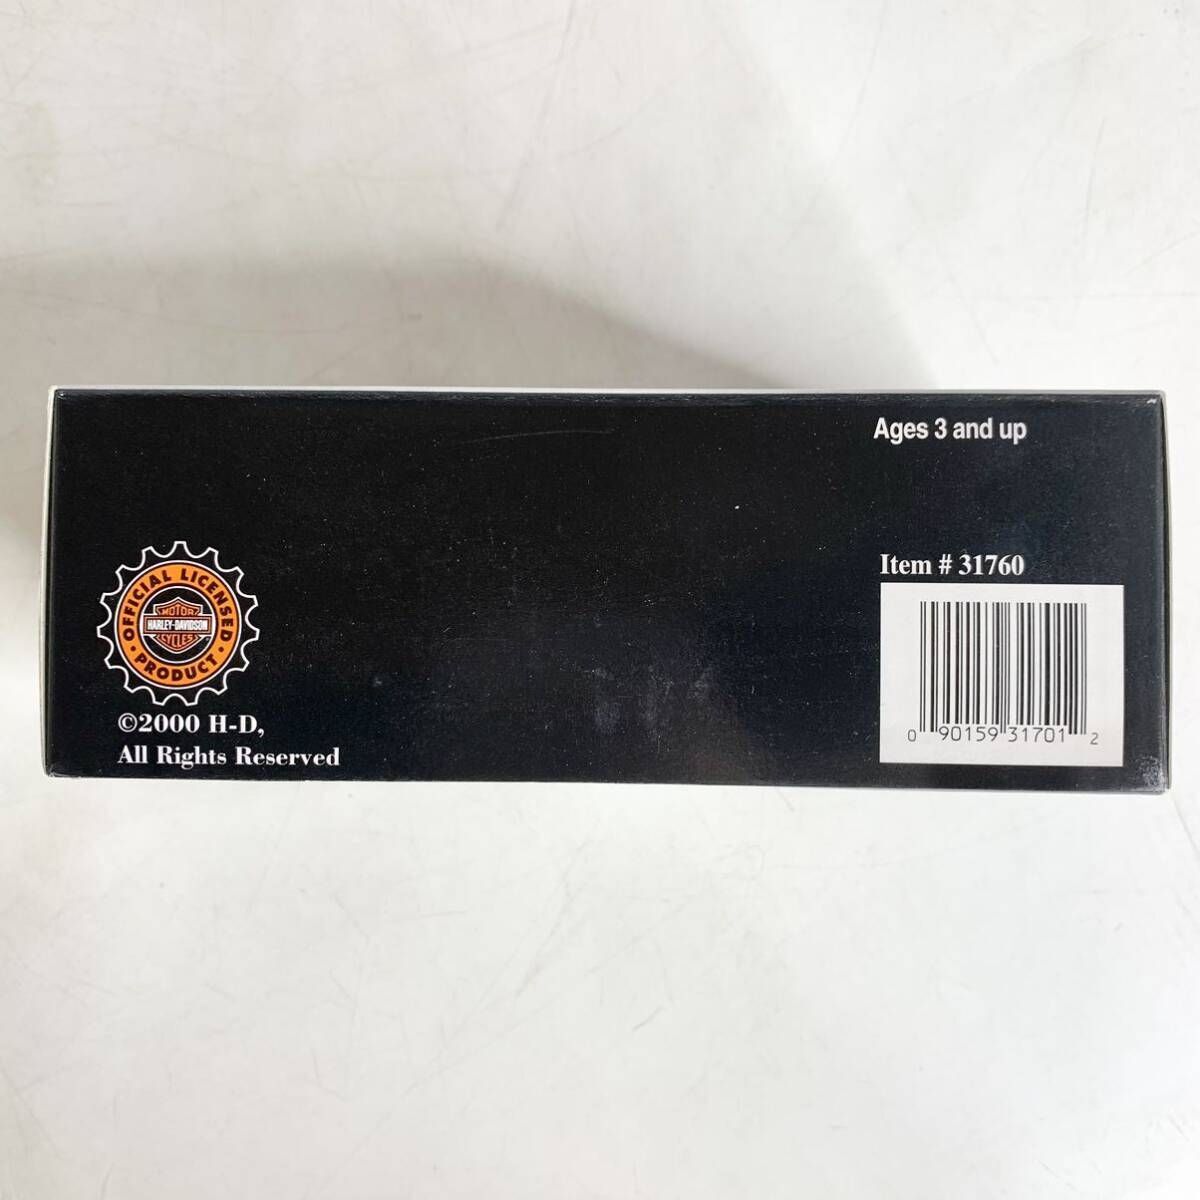 Ages 3 and up
Item # 31760
0 90159 31701 2
OFFICIAL LICENSED
MOTOR
HARLEY-DAVIDSON
CYCLES
• PRODUCT •
©2000 H-D,
All Rights Reserved